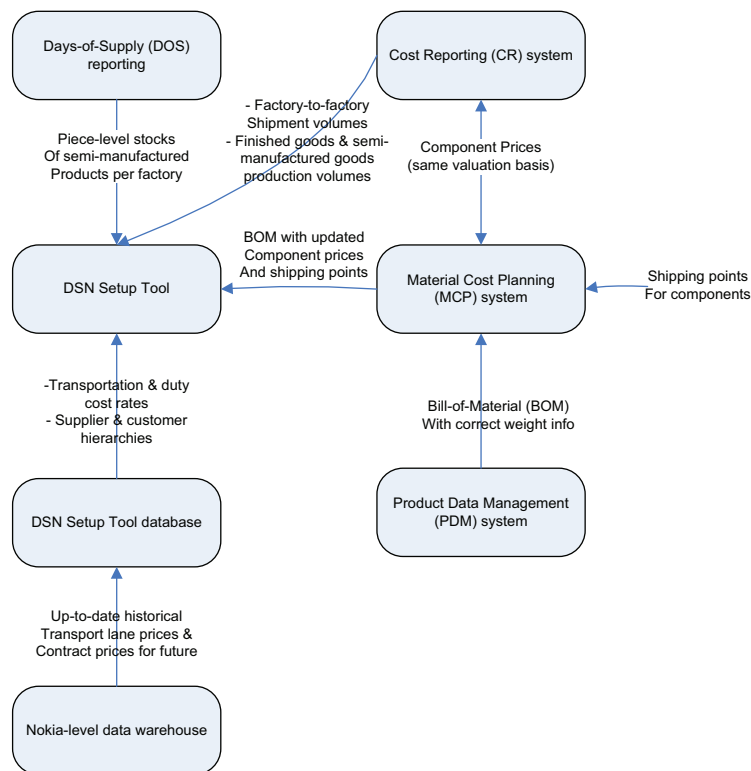 Days-of-Supply (DOS)
reporting
Cost Reporting (CR) system
- Factory-to-factory
Shipment volumes
- Finished goods & semi-
manufactured goods
production volumes
Piece-level stocks
Of semi-manufactured
Products per factory
Component Prices
(same valuation basis)
BOM with updated
Component prices
And shipping points
DSN Setup Tool
Material Cost Planning
(MCP) system
Shipping points
For components
-Transportation & duty
cost rates
- Supplier & customer
hierarchies
Bill-of-Material (BOM)
With correct weight info
DSN Setup Tool database
Product Data Management
(PDM) system
Up-to-date historical
Transport lane prices &
Contract prices for future
Nokia-level data warehouse